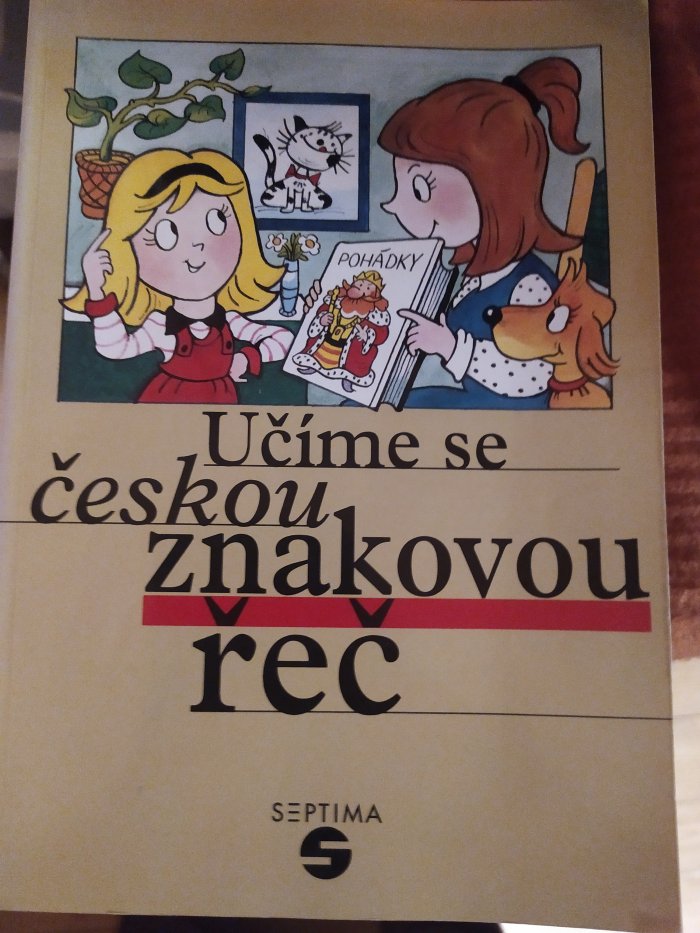 POHÁDKY
Učíme se
českou
znakovou
řeč
SEPTIMA